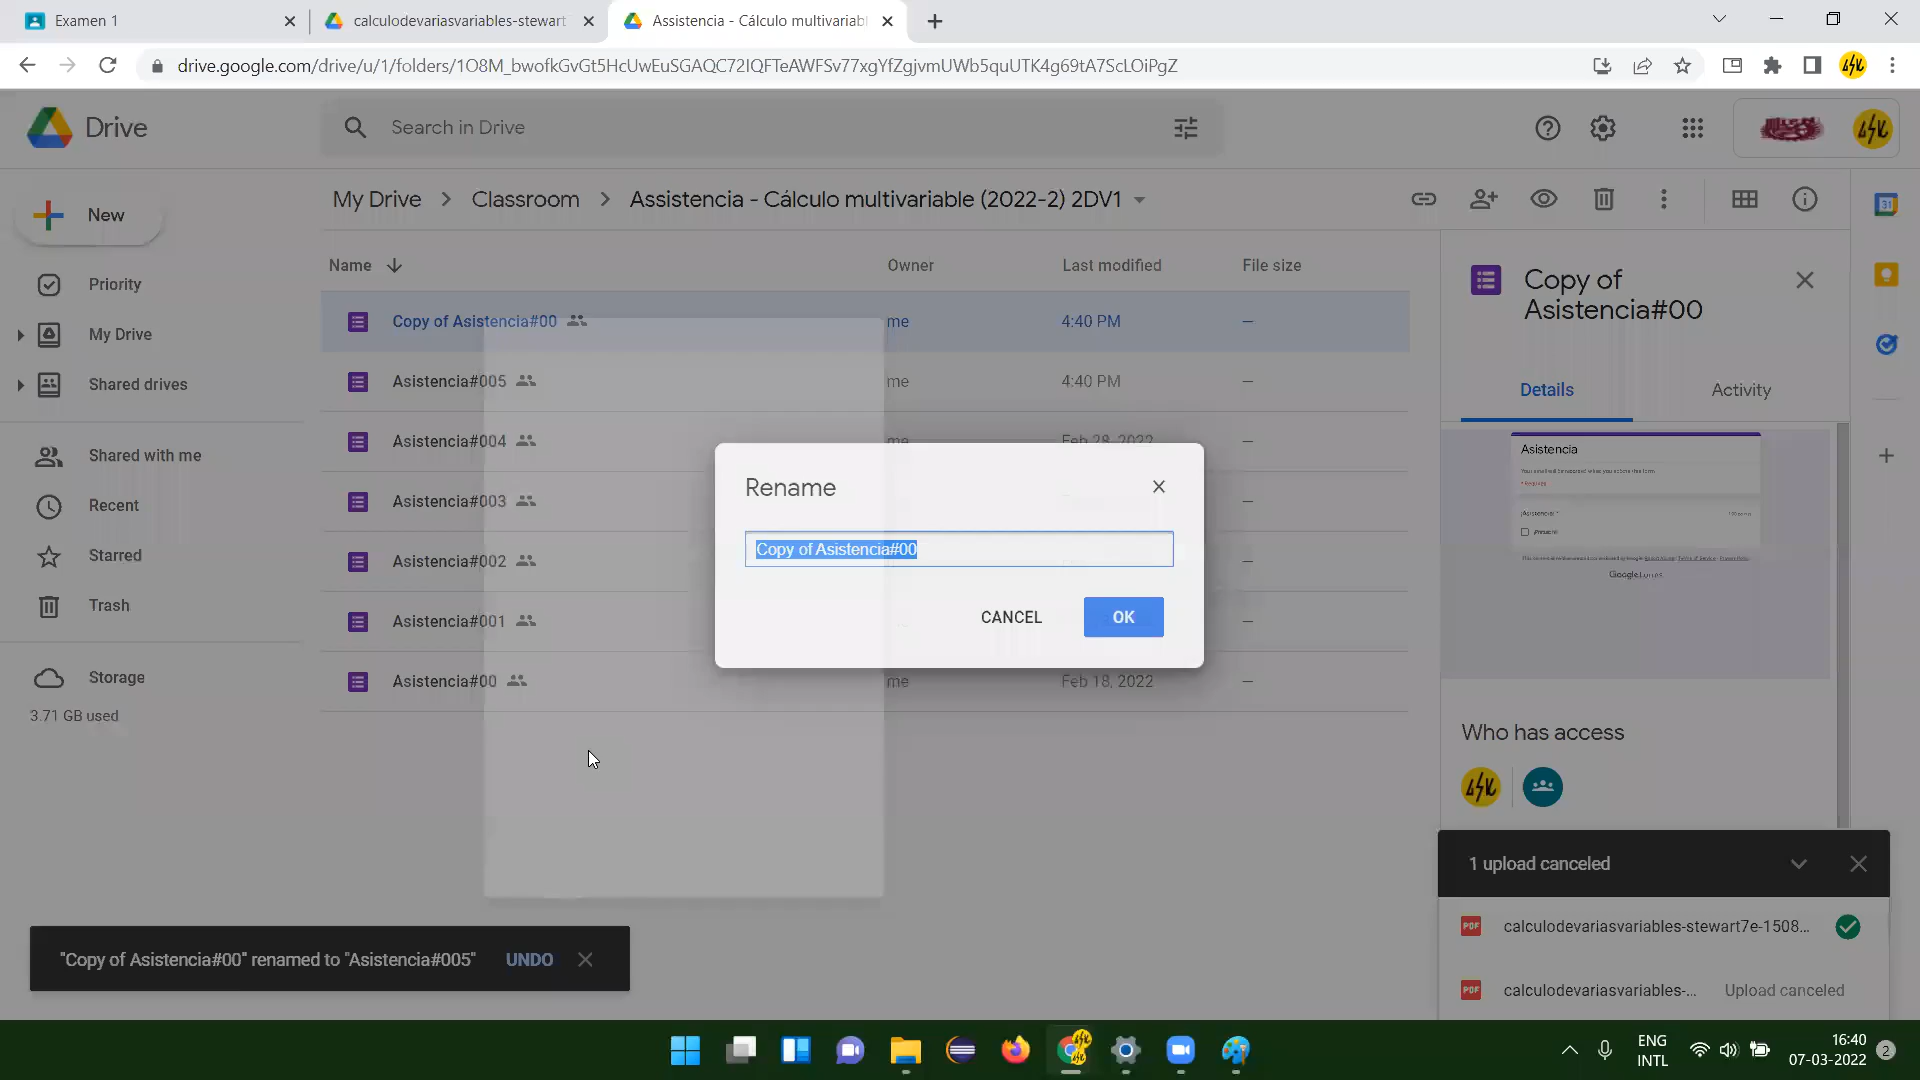 Examen 1
calculodevariasvariables-stewart
Assistencia - Cálculo multivariabl
drive.google.com/drive/u/1/folders/1O8M_bwofkGvGt5HcUwEuSGAQC72IQFTeAWFSv77xgYfZgjvmUWb5quUTK4g69tA7ScLOiPgZ
Drive
Search in Drive
New
My Drive
Classroom
Assistencia - Cálculo multivariable (2022-2) 2DV1
Name
Owner
Last modified
File size
Priority
My Drive
Shared drives
Shared with me
Recent
Starred
Trash
Storage
3.71 GB used
Copy of Asistencia#00
me
4:40 PM
–
Asistencia#005
me
4:40 PM
–
Asistencia#004
me
Feb 28, 2022
–
Asistencia#003
–
Asistencia#002
–
Asistencia#001
–
Asistencia#00
me
Feb 18, 2022
–
Rename
Copy of Asistencia#00
CANCEL
OK
Copy of
Asistencia#00
Details
Activity
Asistencia
Who has access
1 upload canceled
calculodevariasvariables-stewart7e-1508...
calculodevariasvariables-...
Upload canceled
"Copy of Asistencia#00" renamed to "Asistencia#005"
UNDO
ENG
INTL
16:40
07-03-2022
2